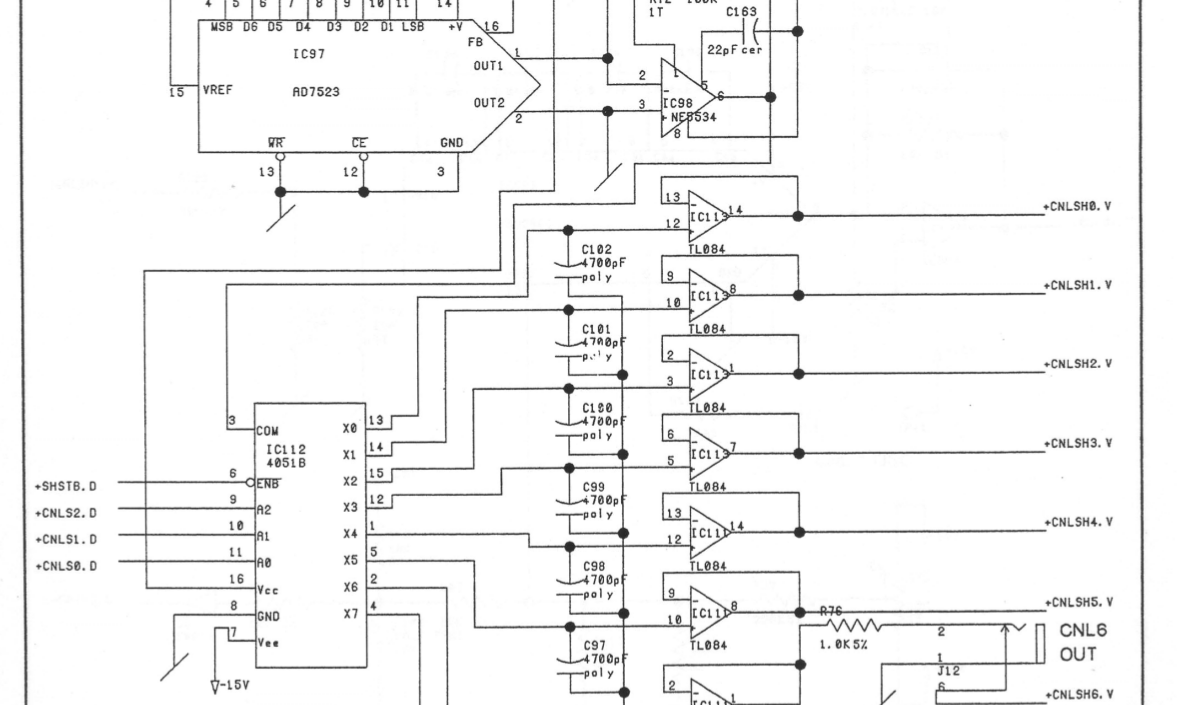 4 5 6 7 8 9 10 11 14
MSB D6 D5 D4 D3 D2 D1 LSB +V
16
FB
IC97
OUT1
1
15
VREF
AD7523
OUT2
2
WR
CE
GND
13
12
3
1T
C163
22pF cer
2
3
1
5
6
8
-
+
IC98
NE5534
13
12
-
+
IC113
14
TL084
+CNLSH0.V
C102
4700pF
poly
9
10
-
+
IC113
8
TL084
+CNLSH1.V
C101
4700pF
2
3
-
+
IC113
1
TL084
+CNLSH2.V
C100
4700pF
poly
6
5
-
+
IC113
7
TL084
+CNLSH3.V
C99
4700pF
poly
13
12
-
+
IC111
14
TL084
+CNLSH4.V
C98
4700pF
poly
9
10
-
+
IC111
8
TL084
+CNLSH5.V
C97
4700pF
poly
2
-
IC111
1
R76
1.0K5%
2
1
J12
6
CNL6
OUT
+CNLSH6.V
3
COM
IC112
4051B
X0
13
X1
14
X2
15
X3
12
X4
1
X5
5
X6
2
X7
4
+SHSTB.D
6
ENB
+CNLS2.D
9
A2
+CNLS1.D
10
A1
+CNLS0.D
11
A0
16
Vcc
8
GND
7
Vee
-15V